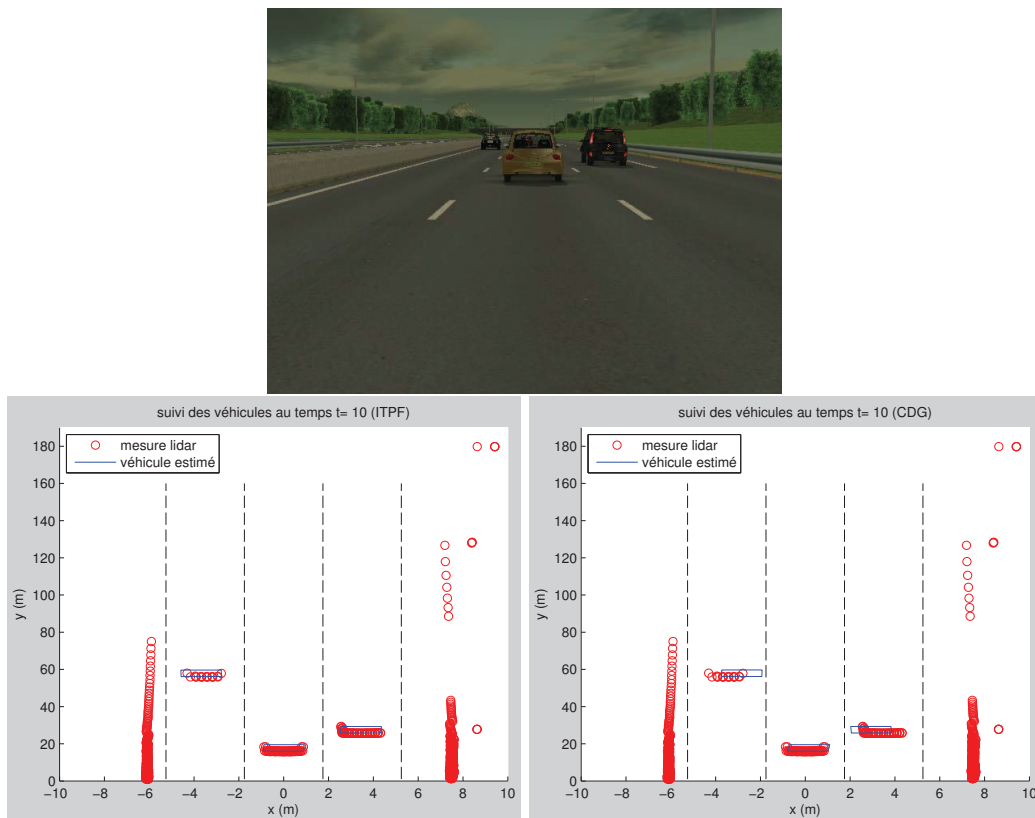 suivi des véhicules au temps t= 10 (ITPF)
mesure lidar
véhicule estimé
180
160
140
120
100
80
60
40
20
0
y (m)
−10 −8 −6 −4 −2 0 2 4 6 8 10
x (m)
suivi des véhicules au temps t= 10 (CDG)
mesure lidar
véhicule estimé
180
160
140
120
100
80
60
40
20
0
y (m)
−10 −8 −6 −4 −2 0 2 4 6 8 10
x (m)